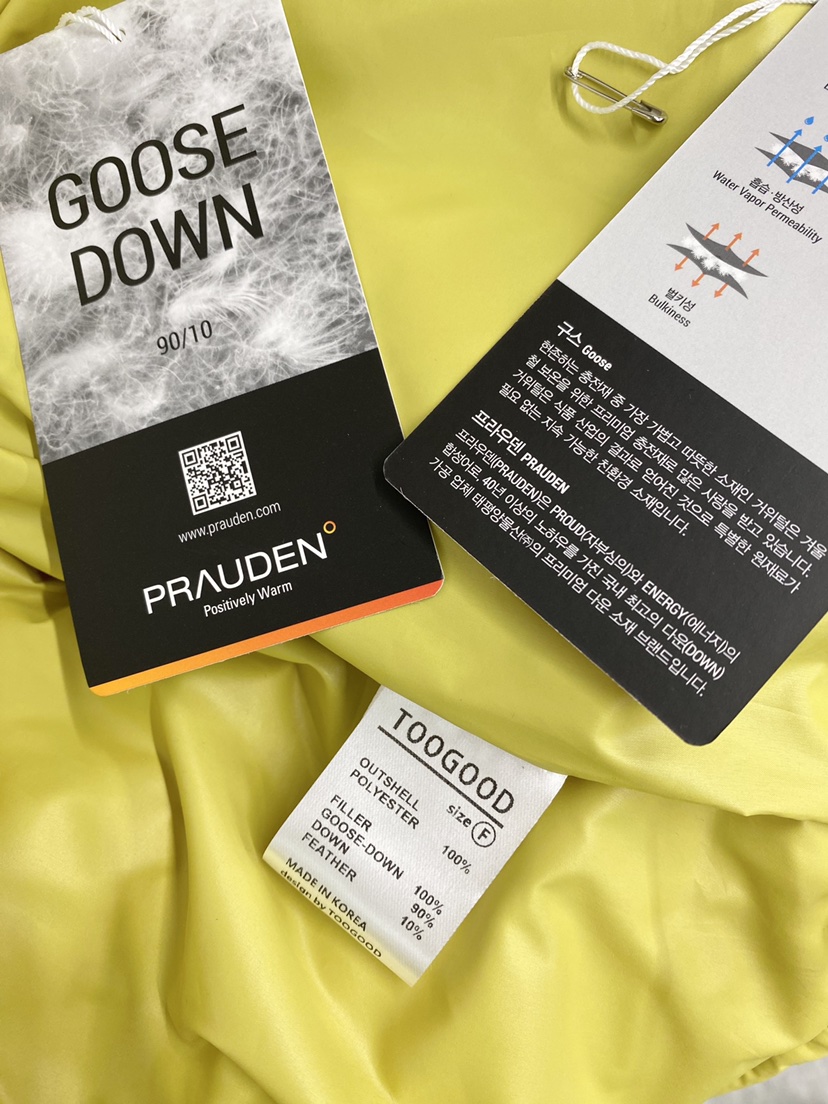 GOOSE
DOWN
90/10
www.prauden.com
PRAUDEN
Positively Warm
흡습·방산성
Water Vapor Permeability
벌키성
Bulkiness
구스 Goose
현존하는 충전재 중 가장 가볍고 따뜻한 소재인 거위털은 겨울
철 보온을 위한 프리미엄 충전재로 많은 사랑을 받고 있습니다.
거위털은 식품 산업의 결과로 얻어진 것으로 특별한 원재료가
필요 없는 지속 가능한 친환경 소재입니다.
프라우덴 PRAUDEN
프라우덴(PRAUDEN)은 PROUD(자부심의)와 ENERGY(에너지)의
합성어로 40년 이상의 노하우를 가진 국내 최고의 다운(DOWN)
가공 업체 태평양물산㈜의 프리미엄 다운 소재 브랜드입니다.
TOOGOOD
size F
OUTSHELL
POLYESTER 100%
FILLER
GOOSE-DOWN 100%
DOWN 90%
FEATHER 10%
MADE IN KOREA
design by TOOGOOD